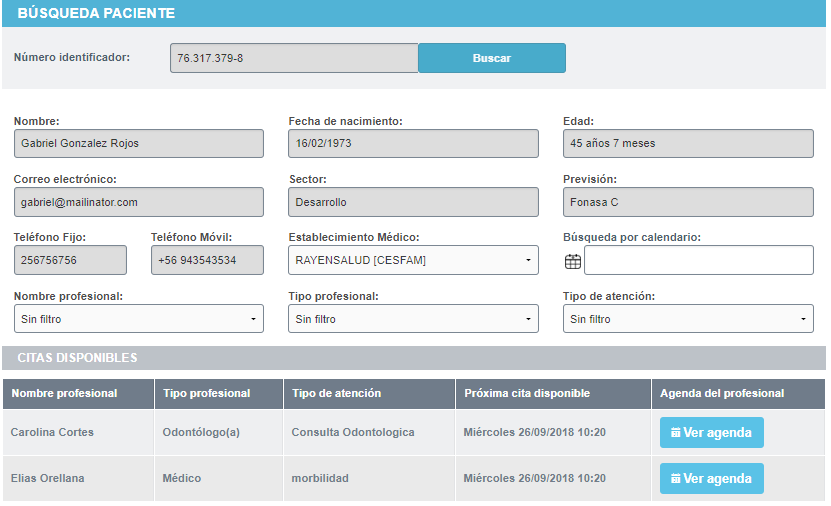 BÚSQUEDA PACIENTE
Número identificador: 76.317.379-8 Buscar
Nombre: Fecha de nacimiento: Edad:
Gabriel Gonzalez Rojos 16/02/1973 45 años 7 meses
Correo electrónico: Sector: Previsión:
gabriel@mailinator.com Desarrollo Fonasa C
Teléfono Fijo: Teléfono Móvil: Establecimiento Médico: Búsqueda por calendario:
256756756 +56 943543534 RAYENSALUD [CESFAM]
Nombre profesional: Tipo profesional: Tipo de atención:
Sin filtro Sin filtro Sin filtro
CITAS DISPONIBLES
Nombre profesional Tipo profesional Tipo de atención Próxima cita disponible Agenda del profesional
Carolina Cortes Odontólogo(a) Consulta Odontologica Miércoles 26/09/2018 10:20 Ver agenda
Elias Orellana Médico morbilidad Miércoles 26/09/2018 10:20 Ver agenda